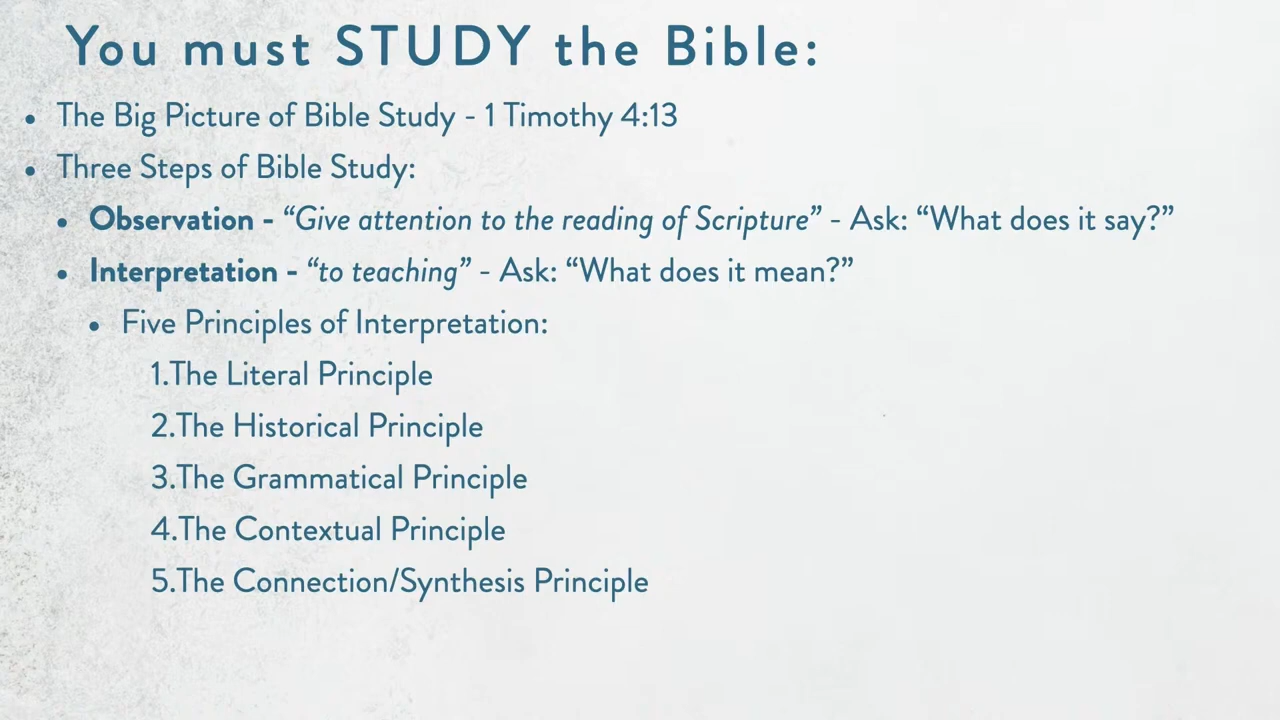 You must STUDY the Bible:
• The Big Picture of Bible Study - 1 Timothy 4:13
• Three Steps of Bible Study:
• Observation - “Give attention to the reading of Scripture” - Ask: “What does it say?”
• Interpretation - “to teaching” - Ask: “What does it mean?”
• Five Principles of Interpretation:
1.The Literal Principle
2.The Historical Principle
3.The Grammatical Principle
4.The Contextual Principle
5.The Connection/Synthesis Principle